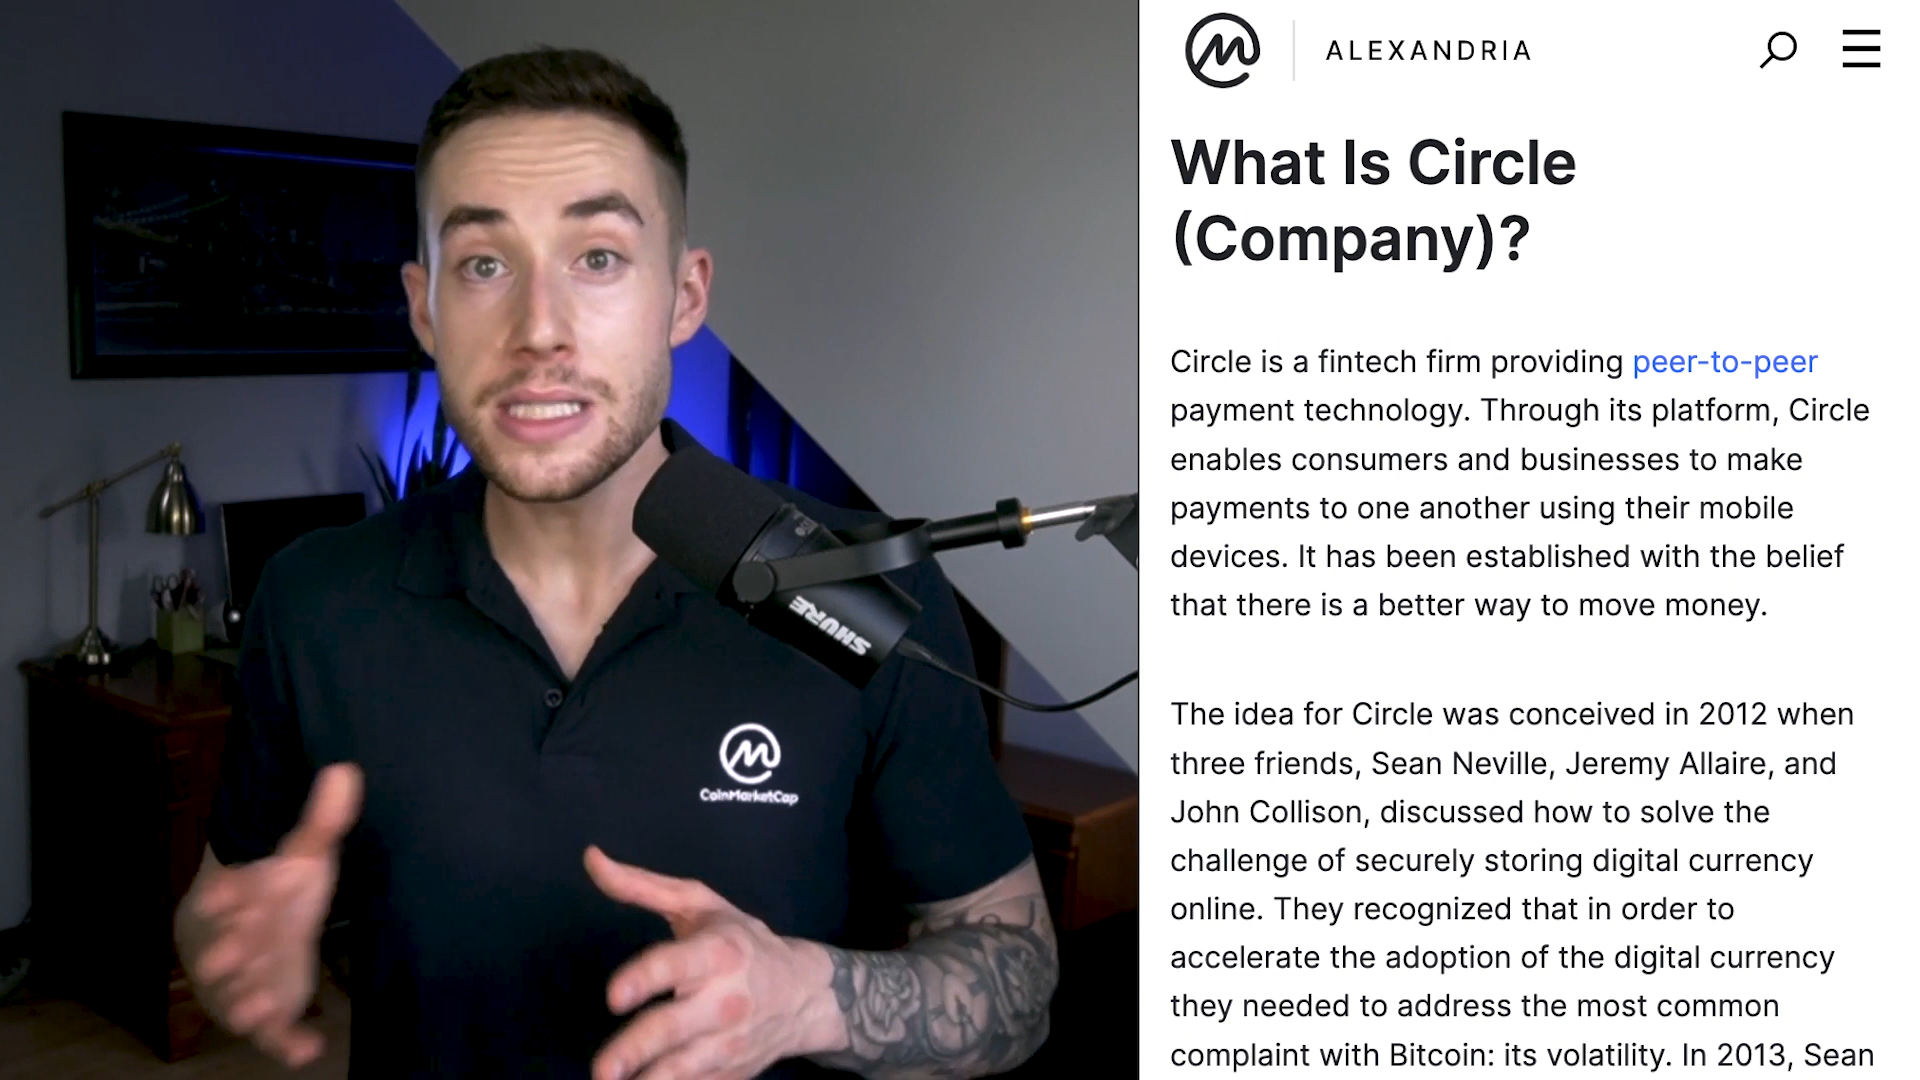 SHURE
CoinMarketCap
ALEXANDRIA
What Is Circle
(Company)?
Circle is a fintech firm providing peer-to-peer
payment technology. Through its platform, Circle
enables consumers and businesses to make
payments to one another using their mobile
devices. It has been established with the belief
that there is a better way to move money.
The idea for Circle was conceived in 2012 when
three friends, Sean Neville, Jeremy Allaire, and
John Collison, discussed how to solve the
challenge of securely storing digital currency
online. They recognized that in order to
accelerate the adoption of the digital currency
they needed to address the most common
complaint with Bitcoin: its volatility. In 2013, Sean